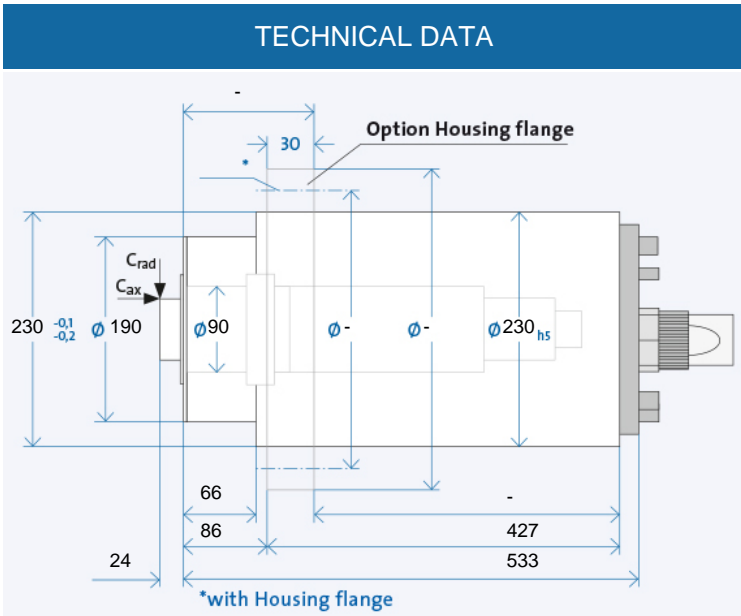 TECHNICAL DATA
-
30
Option Housing flange
*
Crad
Cax
230 -0,1 -0,2
Ø 190
Ø90
Ø-
Ø-
Ø230 h5
66
-
86
427
24
533
*with Housing flange